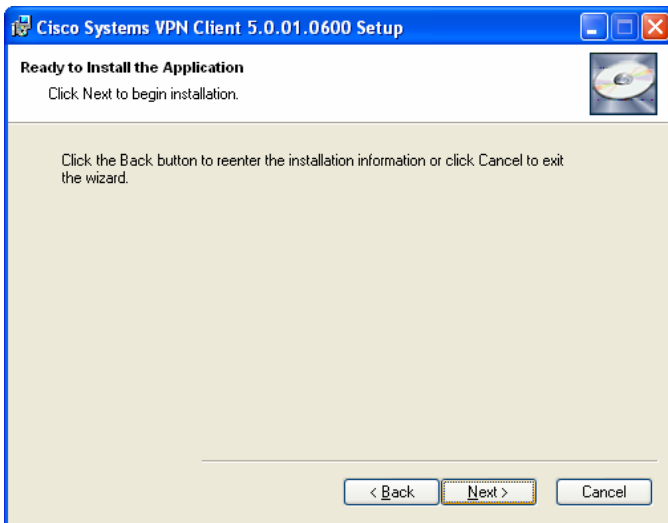 Cisco Systems VPN Client 5.0.01.0600 Setup
Ready to Install the Application
Click Next to begin installation.
Click the Back button to reenter the installation information or click Cancel to exit
the wizard.
< Back Next > Cancel